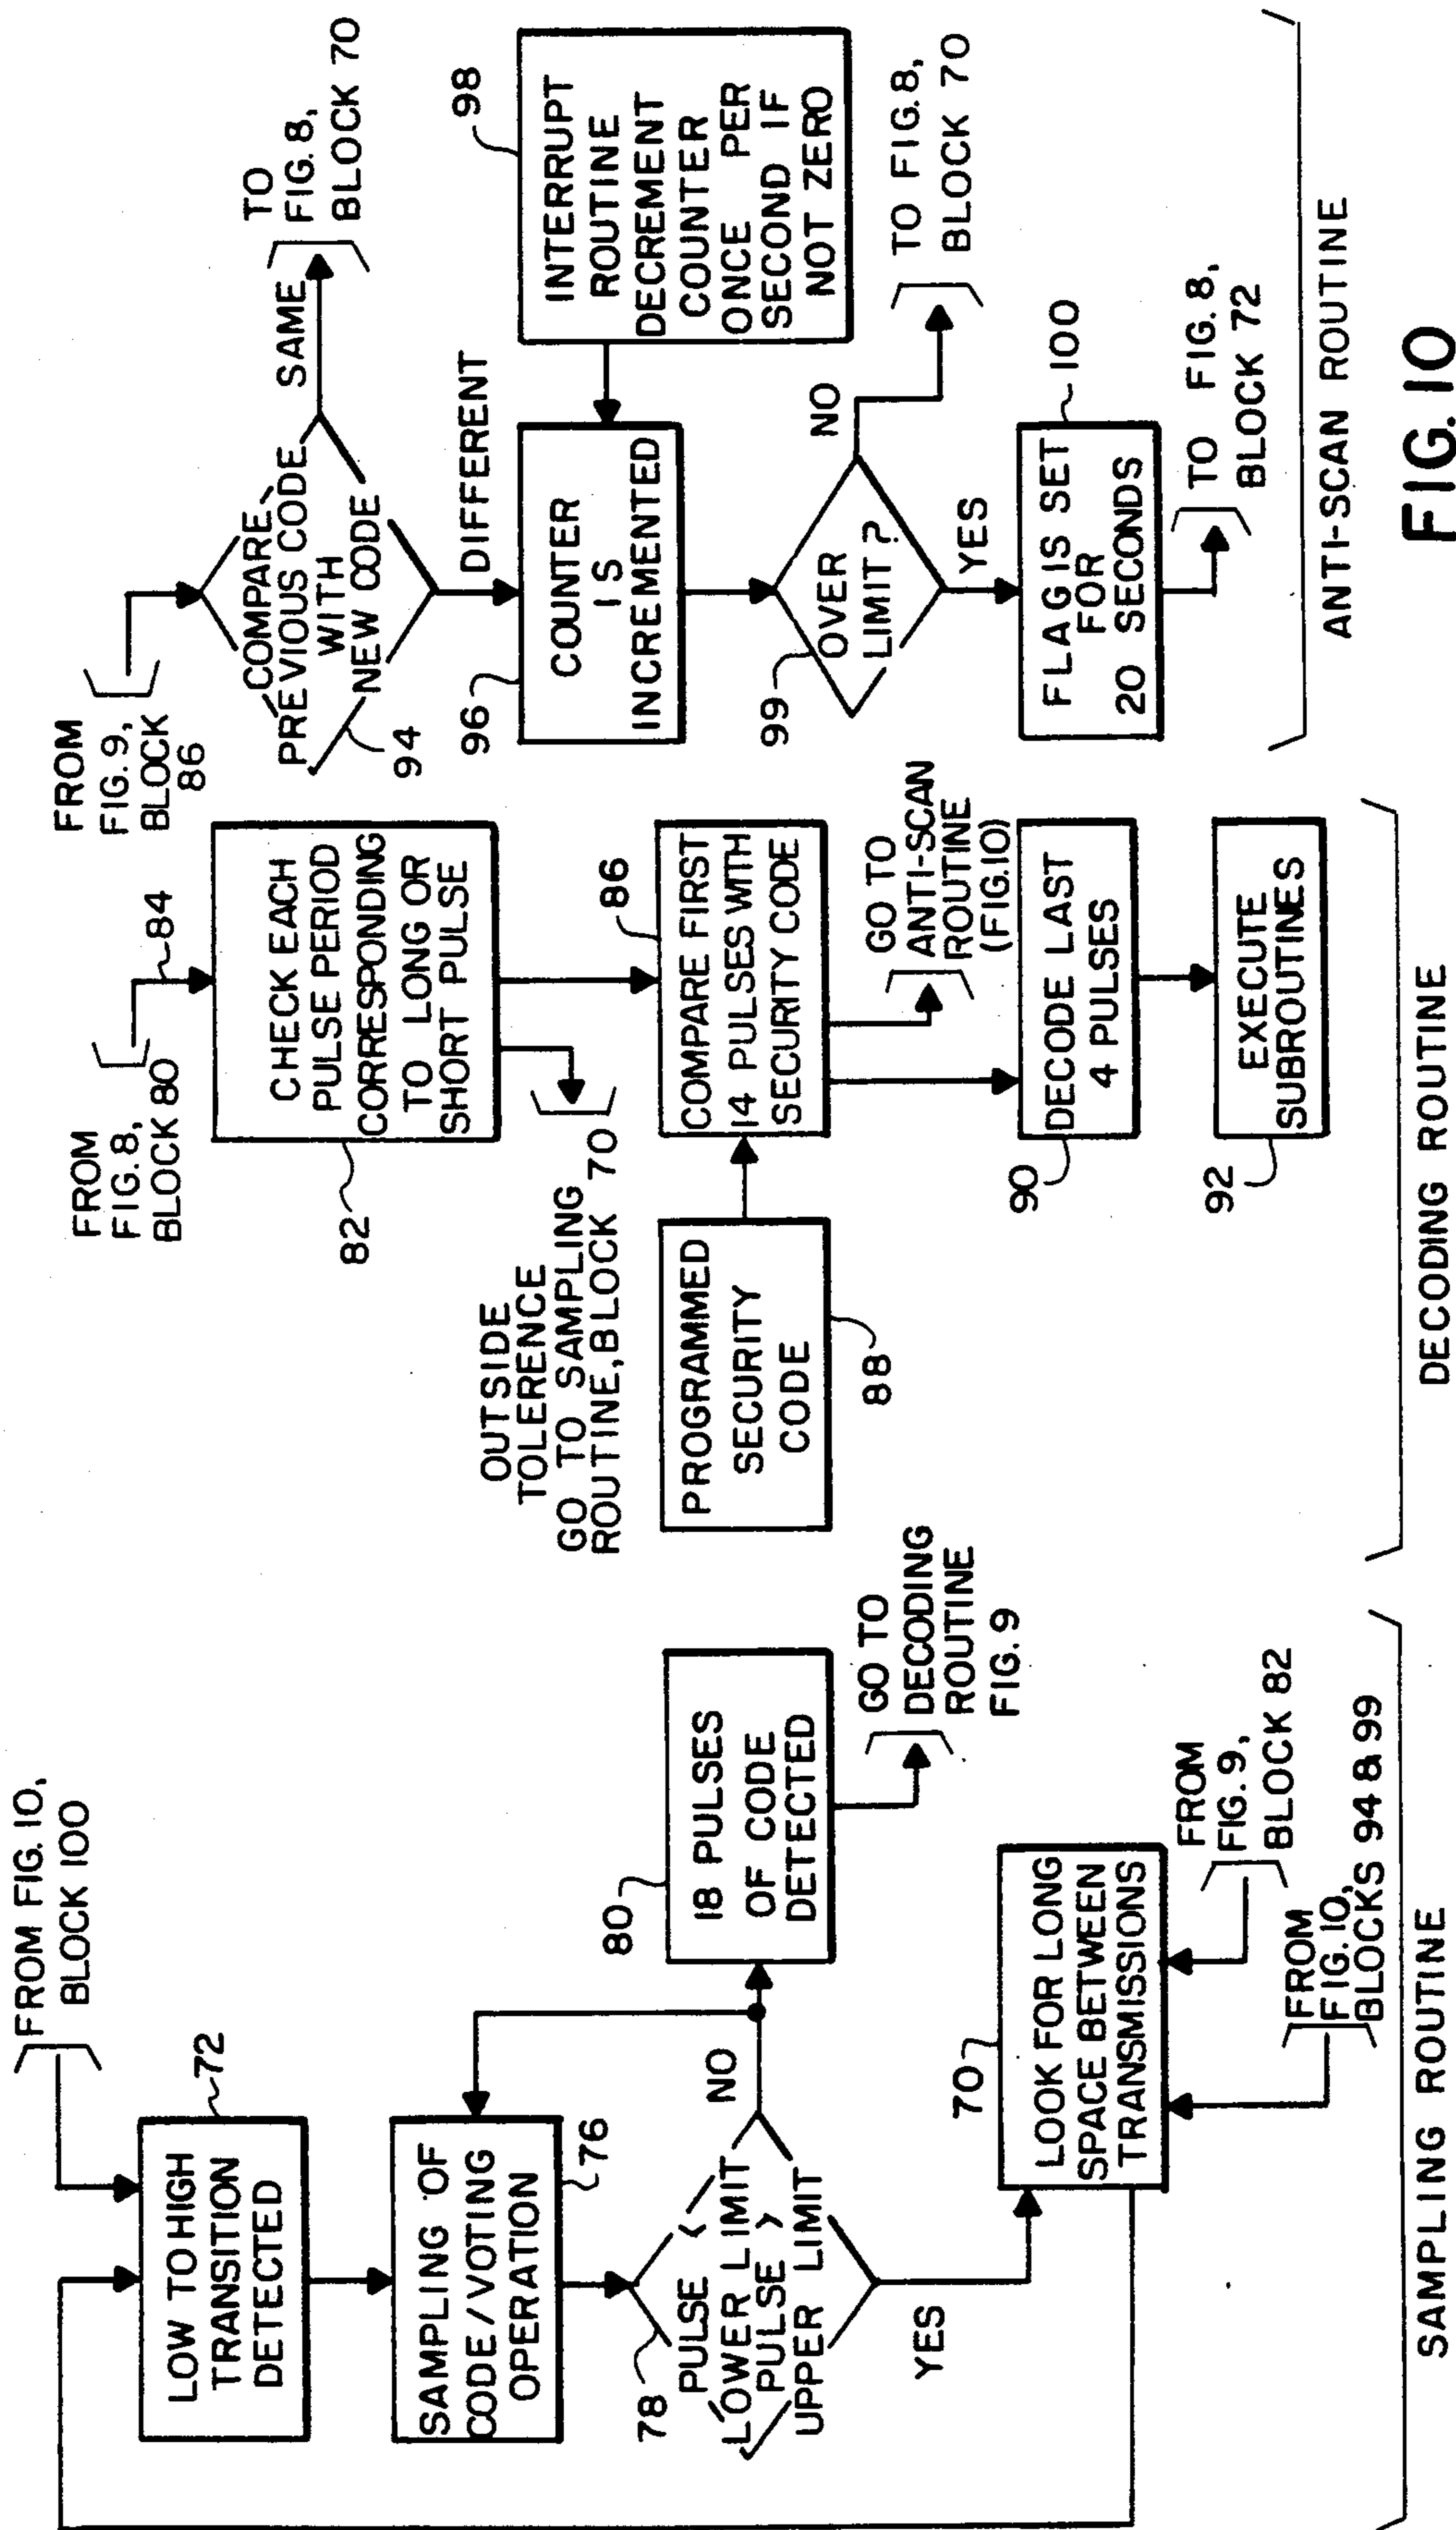 FROM FIG. 10,
BLOCK 100
72
LOW TO HIGH
TRANSITION
DETECTED
SAMPLING OF
CODE/VOTING
OPERATION
76
78
PULSE <
LOWER LIMIT
PULSE >
UPPER LIMIT
NO
YES
80
18 PULSES
OF CODE
DETECTED
GO TO
DECODING
ROUTINE
FIG. 9
70
LOOK FOR LONG
SPACE BETWEEN
TRANSMISSIONS
FROM
FIG. 9,
BLOCK 82
FROM
FIG. 10,
BLOCKS 94 & 99
SAMPLING ROUTINE
FROM
FIG. 8,
BLOCK 80
84
CHECK EACH
PULSE PERIOD
CORRESPONDING
TO LONG OR
SHORT PULSE
82
OUTSIDE
TOLERENCE
GO TO SAMPLING
ROUTINE, BLOCK 70
86
COMPARE FIRST
14 PULSES WITH
SECURITY CODE
PROGRAMMED
SECURITY
CODE
88
GO TO
ANTI-SCAN
ROUTINE
(FIG. 10)
90
DECODE LAST
4 PULSES
92
EXECUTE
SUBROUTINES
DECODING ROUTINE
FROM
FIG. 9,
BLOCK
86
COMPARE
PREVIOUS CODE
WITH
NEW CODE
94
SAME
TO
FIG. 8,
BLOCK 70
DIFFERENT
96
COUNTER
IS
INCREMENTED
98
INTERRUPT
ROUTINE
DECREMENT
COUNTER
ONCE PER
SECOND IF
NOT ZERO
99
OVER
LIMIT?
NO
TO FIG. 8,
BLOCK 70
YES
100
FLAG IS SET
FOR
20 SECONDS
TO FIG. 8,
BLOCK 72
ANTI-SCAN ROUTINE
FIG. 10